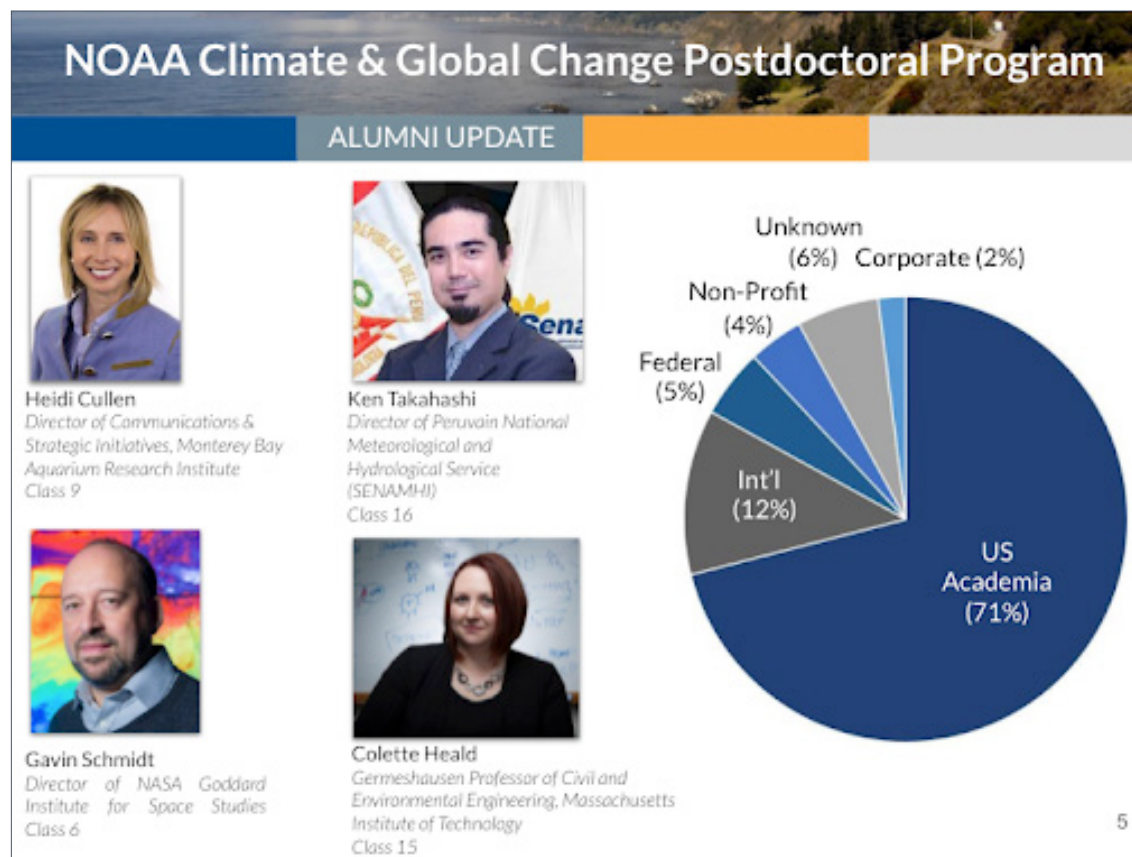 NOAA Climate & Global Change Postdoctoral Program
ALUMNI UPDATE
Heidi Cullen
Director of Communications &
Strategic Initiatives, Monterey Bay
Aquarium Research Institute
Class 9
REPUBLICA DEL PERU
Sena
Ken Takahashi
Director of Peruvain National
Meteorological and
Hydrological Service
(SENAMHI)
Class 16
Gavin Schmidt
Director of NASA Goddard
Institute for Space Studies
Class 6
Colette Heald
Germeshausen Professor of Civil and
Environmental Engineering, Massachusetts
Institute of Technology
Class 15
Unknown
(6%)
Corporate (2%)
Non-Profit
(4%)
Federal
(5%)
Int'l
(12%)
US
Academia
(71%)
5